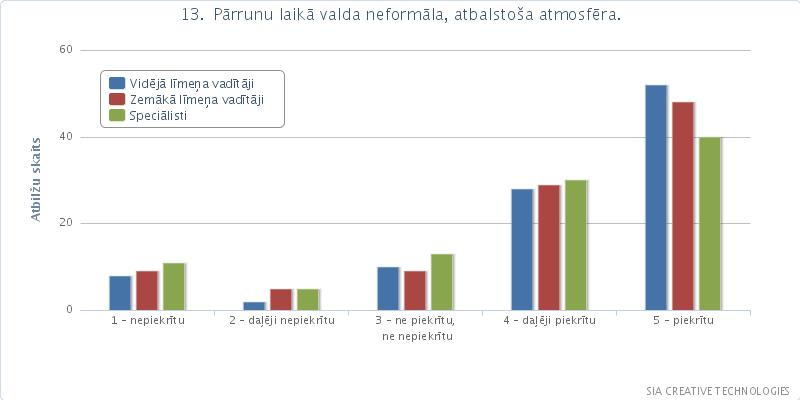 13. Pārrunu laikā valda neformāla, atbalstoša atmosfēra.
60
Vidējā līmeņa vadītāji
Zemākā līmeņa vadītāji
Speciālisti
40
Atbilžu skaits
20
0
1 – nepiekrītu
2 – daļēji nepiekrītu
3 – ne piekrītu,
ne nepiekrītu
4 – daļēji piekrītu
5 – piekrītu
SIA CREATIVE TECHNOLOGIES